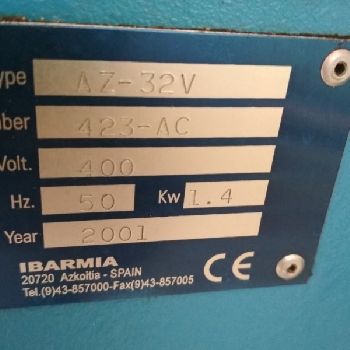 ype AZ-32V
ber 423-AC
Volt. 400
Hz. 50 Kw 1.4
Year 2001
IBARMIA
20720 Azkoitia - SPAIN
Tel.(9)43-857000-Fax(9)43-857005
CE